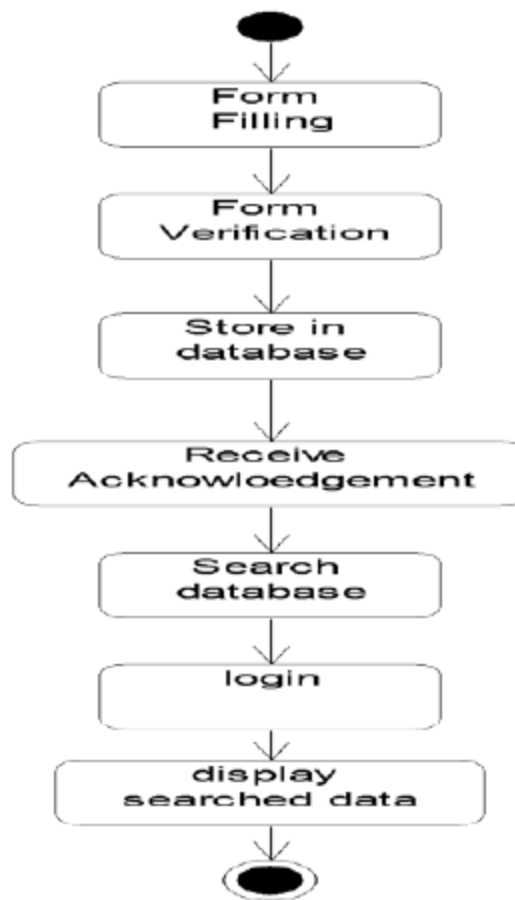 Form
Filling
Form
Verification
Store in
database
Receive
Acknowloedgement
Search
database
login
display
searched data